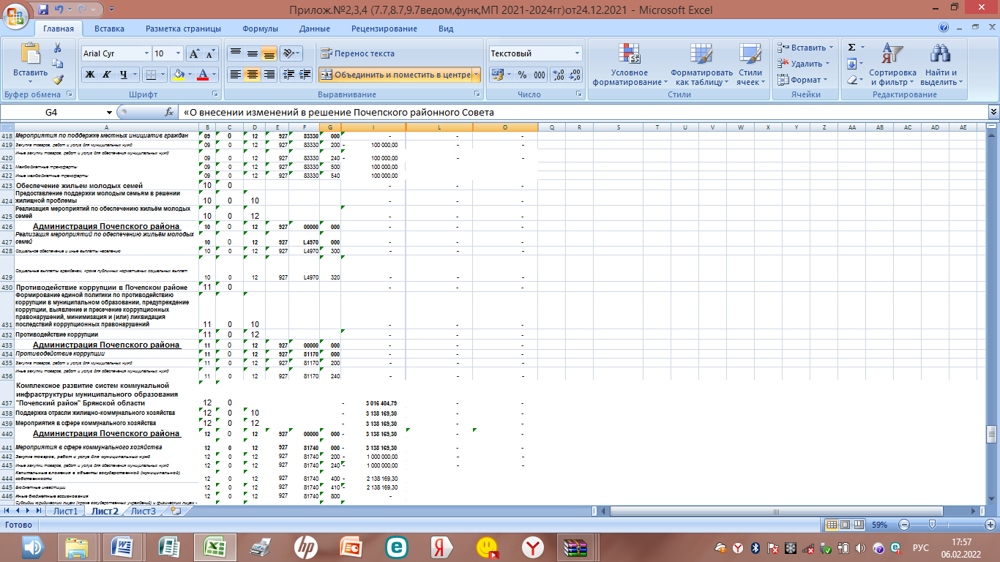 Прилож.№2,3,4 (7.7,8.7,9.7ведом,функ,МП 2021-2024гг)от24.12.2021 - Microsoft Excel
Главная Вставка Разметка страницы Формулы Данные Рецензирование Вид
Arial Cyr 10 Перенос текста Текстовый Вставить Σ
Вставить Удалить
Ж К Ч А Объединить и поместить в центре % 000 Условное форматирование Форматировать как таблицу Стили ячеек Формат Сортировка и фильтр Найти и выделить
Буфер обмена Шрифт Выравнивание Число Стили Ячейки Редактирование
G4 fx «О внесении изменений в решение Почепского районного Совета
A B C D E F G I L O Q R S T U V W X Y Z AA AB AC AD AE
418 Мероприятия по поддержке местных инициатив граждан 09 0 12 927 83330 000 - - -
419 Закупка товаров, работ и услуг для муниципальных нужд 09 0 12 927 83330 200 - 100 000,00 - -
420 Иные закупки товаров, работ и услуг для обеспечения муниципальных нужд 09 0 12 927 83330 240 - 100 000,00 - -
421 Межбюджетные трансферты 09 0 12 927 83330 500 100 000,00
422 Иные межбюджетные трансферты 09 0 12 927 83330 540 100 000,00
423 Обеспечение жильем молодых семей 10 0 - - -
Предоставление поддержки молодым семьям в решении
424 жилищной проблемы 10 0 10 - - -
Реализация мероприятий по обеспечению жильём молодых
425 семей 10 0 12 - - -
426 Администрация Почепского района 10 0 12 927 00000 000 - - -
Реализация мероприятий по обеспечению жильём молодых
427 семей 10 0 12 927 L4970 000 - - -
428 Социальное обеспечение и иные выплаты населению 10 0 12 927 L4970 300 - - -
Социальные выплаты гражданам, кроме публичных нормативных социальных выплат
429 10 0 12 927 L4970 320 - - -
430 Противодействие коррупции в Почепском районе 11 0 - - -
Формирование единой политики по противодействию
коррупции в муниципальном образовании, предупреждение
коррупции, выявление и пресечение коррупционных
правонарушений, минимизация и (или) ликвидация
431 последствий коррупционных правонарушений 11 0 10 - - -
432 Противодействие коррупции 11 0 12 - - -
433 Администрация Почепского района 11 0 12 927 00000 000 - - -
434 Противодействие коррупции 11 0 12 927 81170 000 - - -
435 Закупка товаров, работ и услуг для муниципальных нужд 11 0 12 927 81170 200 - - -
Иные закупки товаров, работ и услуг для обеспечения муниципальных нужд
436 11 0 12 927 81170 240 - - -
Комплексное развитие систем коммунальной
инфраструктуры муниципального образования
437 "Почепский район" Брянской области 12 0 - 3 016 404,79 - -
438 Поддержка отрасли жилищно-коммунального хозяйства 12 0 10 - 3 138 169,30 - -
439 Мероприятия в сфере коммунального хозяйства 12 0 12 - 3 138 169,30 - -
440 Администрация Почепского района 12 0 12 927 00000 000 - 3 138 169,30 - -
441 Мероприятия в сфере коммунального хозяйства 12 0 12 927 81740 000 - 3 138 169,30 - -
442 Закупка товаров, работ и услуг для муниципальных нужд 12 0 12 927 81740 200 - 1 000 000,00 - -
443 Иные закупки товаров, работ и услуг для обеспечения муниципальных нужд 12 0 12 927 81740 240 - 1 000 000,00 - -
Капитальные вложения в объекты государственной (муниципальной)
444 собственности 12 0 12 927 81740 400 - 2 138 169,30
445 Бюджетные инвестиции 12 0 12 927 81740 410 - 2 138 169,30
446 Иные бюджетные ассигнования 12 0 12 927 81740 800 -
Субсидии юридическим лицам (кроме государственных учреждений) и физическим лицам -
Лист1 Лист2 Лист3
Готово 59%
РУС 17:57
06.02.2022